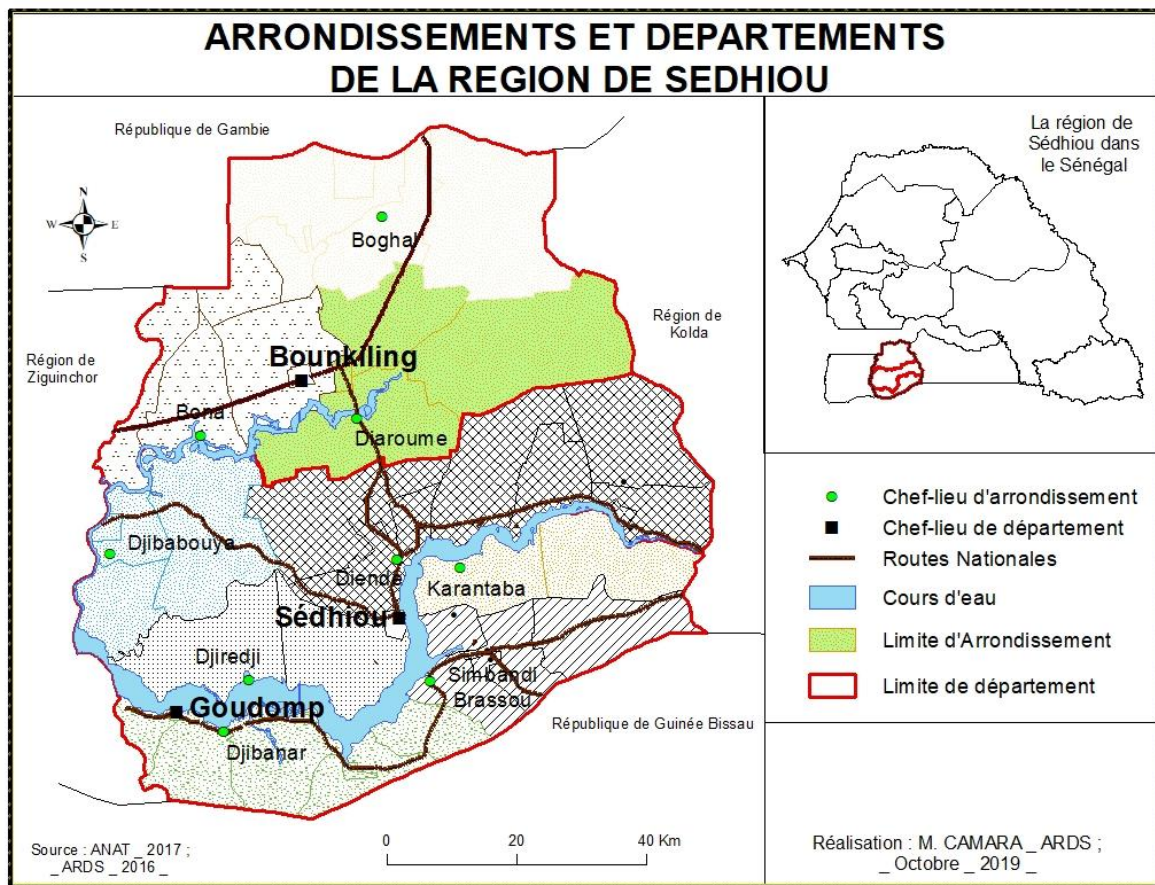 ARRONDISSEMENTS ET DEPARTEMENTS
DE LA REGION DE SEDHIOU
République de Gambie
N
W
E
S
Boghal
Région de
Kolda
Région de
Ziguinchor
Bounkiling
Bona
Diaroume
Djibabouya
Diendé
Karantaba
Sédhiou
Djiredji
Simbandi
Brassou
Goudomp
Djibanar
République de Guinée Bissau
Source : ANAT _ 2017 ;
_ ARDS _ 2016 _
0 20 40 Km
La région de
Sédhiou dans
le Sénégal
Chef-lieu d'arrondissement
Chef-lieu de département
Routes Nationales
Cours d'eau
Limite d'Arrondissement
Limite de département
Réalisation : M. CAMARA _ ARDS ;
_ Octobre _ 2019 _